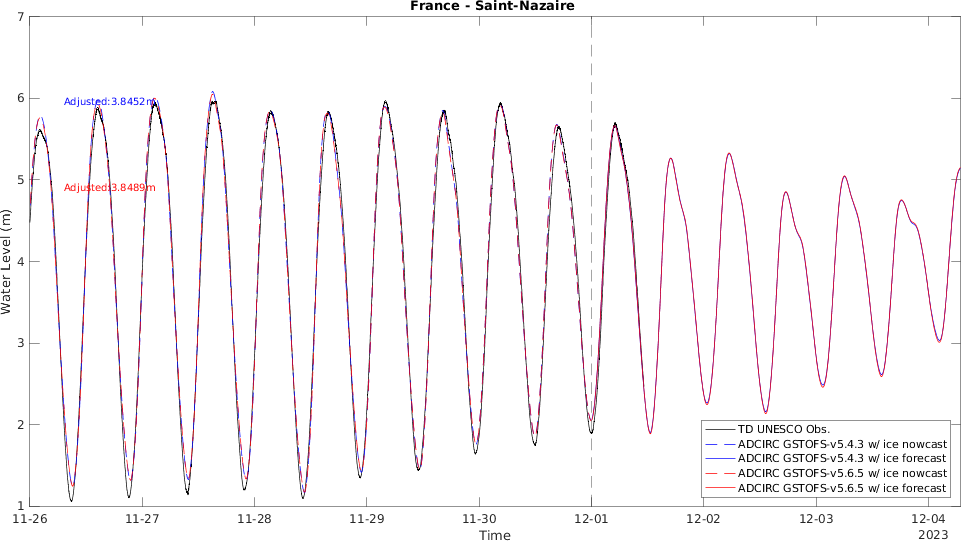 France - Saint-Nazaire
7
6
5
4
3
2
1
Water Level (m)
Adjusted:3.8452m
Adjusted:3.8489m
TD UNESCO Obs.
ADCIRC GSTOFS-v5.4.3 w/ ice nowcast
ADCIRC GSTOFS-v5.4.3 w/ ice forecast
ADCIRC GSTOFS-v5.6.5 w/ ice nowcast
ADCIRC GSTOFS-v5.6.5 w/ ice forecast
11-26 11-27 11-28 11-29 11-30 12-01 12-02 12-03 12-04
Time
2023